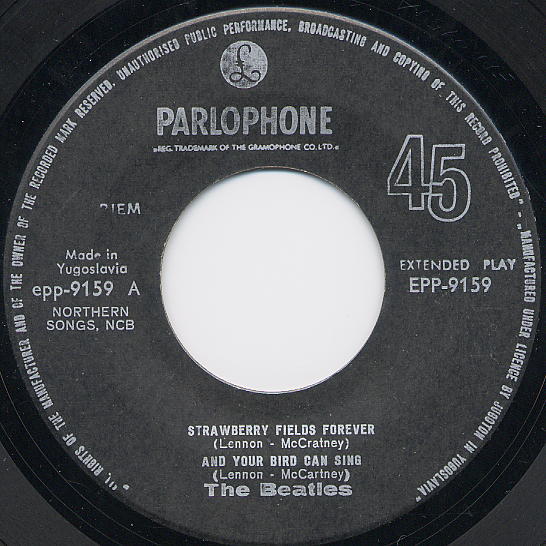 "ALL RIGHTS OF THE MANUFACTURER AND OF THE OWNER OF THE RECORDED MARK RESERVED, UNAUTHORISED PUBLIC PERFORMANCE, BROADCASTING AND COPYING OF THIS RECORD PROHIBITED" - "MANUFACTURED UNDER LICENCE BY JUGOTON IN YUGOSLAVIA"
£
PARLOPHONE
„REG. TRADEMARK OF THE GRAMOPHONE CO. LTD.“
45
Made in
Yugoslavia
epp-9159 A
NORTHERN
SONGS, NCB
EXTENDED PLAY
EPP-9159
STRAWBERRY FIELDS FOREVER
(Lennon - McCratney)
AND YOUR BIRD CAN SING
(Lennon - McCartney)
The Beatles